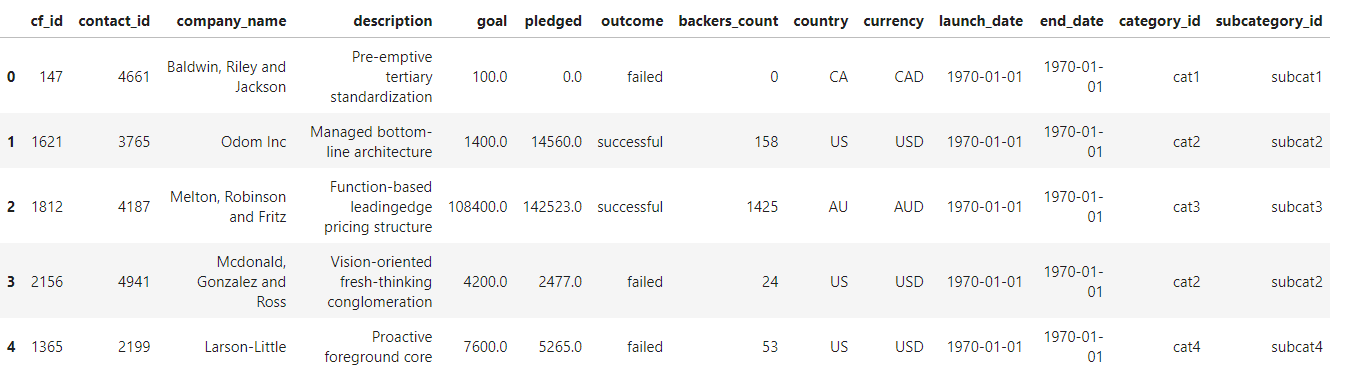 cf_id contact_id company_name description goal pledged outcome backers_count country currency launch_date end_date category_id subcategory_id
Pre-emptive
Baldwin, Riley and
tertiary
1970-01-
0 147 4661 100.0 0.0 failed 0 CA CAD 1970-01-01 cat1 subcat1
Jackson
01
standardization
Managed bottom-
1970-01-
1 1621 3765 Odom Inc 1400.0 14560.0 successful 158 US USD 1970-01-01 cat2 subcat2
line architecture
01
Function-based
Melton, Robinson
leadingedge
1970-01-
2 1812 4187 108400.0 142523.0 successful 1425 AU AUD 1970-01-01 cat3 subcat3
and Fritz
01
pricing structure
Mcdonald,
Vision-oriented
1970-01-
3 2156 4941 Gonzalez and fresh-thinking 4200.0 2477.0 failed 24 US USD 1970-01-01 cat2 subcat2
01
Ross
conglomeration
Proactive
1970-01-
4 1365 2199 Larson-Little 7600.0 5265.0 failed 53 US USD 1970-01-01 cat4 subcat4
foreground core
01